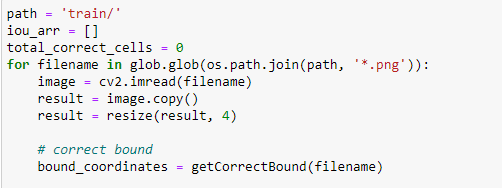 path = 'train/'
iou_arr = []
total_correct_cells = 0
for filename in glob.glob(os.path.join(path, '*.png')):
    image = cv2.imread(filename)
    result = image.copy()
    result = resize(result, 4)

    # correct bound
    bound_coordinates = getCorrectBound(filename)